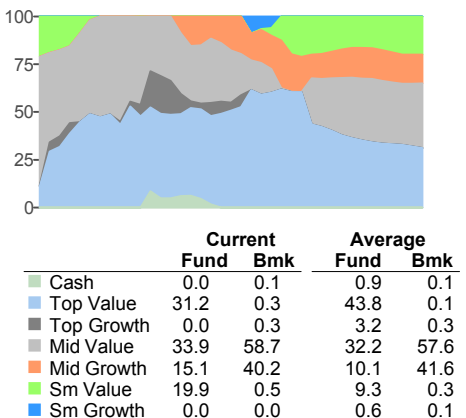 100
75
50
25
0
Current Average
Fund Bmk Fund Bmk
Cash 0.0 0.1 0.9 0.1
Top Value 31.2 0.3 43.8 0.1
Top Growth 0.0 0.3 3.2 0.3
Mid Value 33.9 58.7 32.2 57.6
Mid Growth 15.1 40.2 10.1 41.6
Sm Value 19.9 0.5 9.3 0.3
Sm Growth 0.0 0.0 0.6 0.1